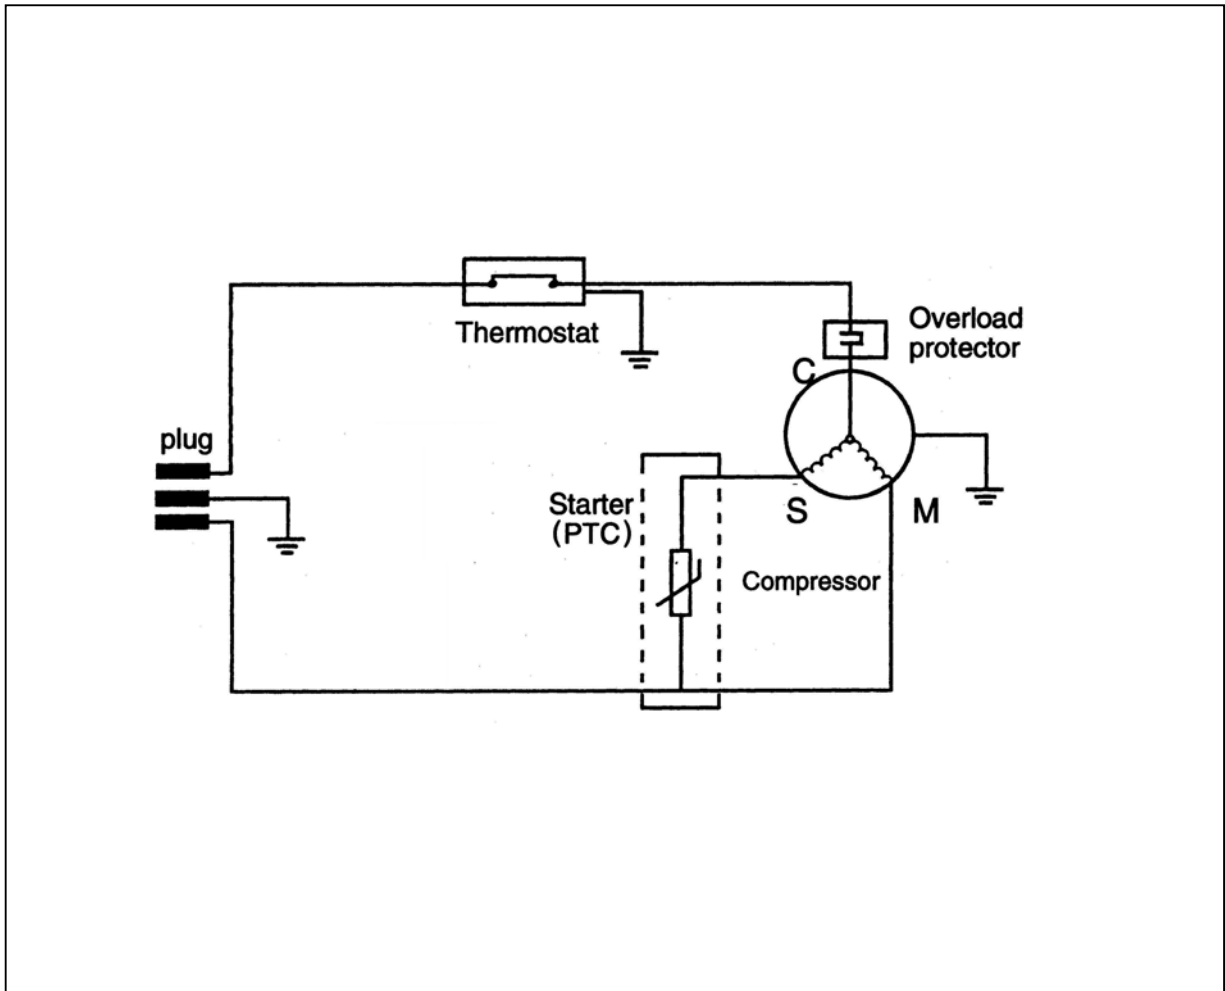 Thermostat
Overload
protector
C
plug
Starter
(PTC)
S
M
Compressor